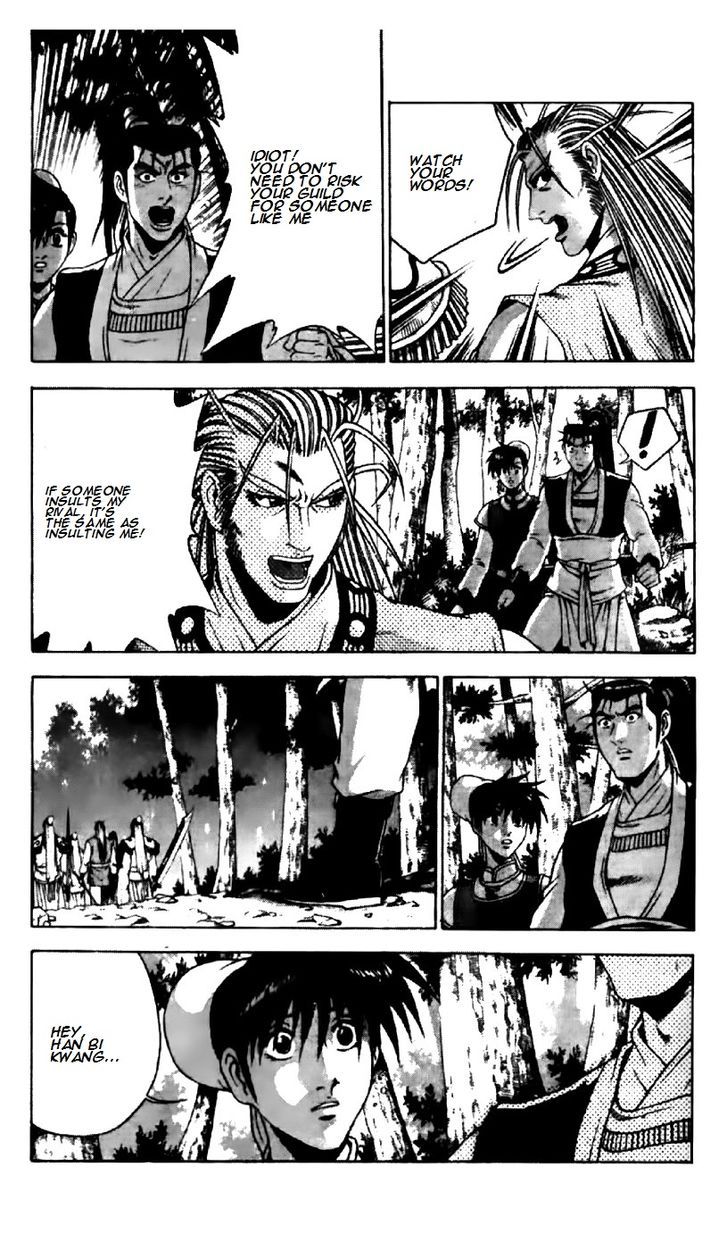 IDIOT!
YOU DON'T
NEED TO RISK
YOUR GUILD
FOR SOMEONE
LIKE ME
WATCH
YOUR
WORDS!
IF SOMEONE
INSULTS MY
RIVAL, IT'S
THE SAME AS
INSULTING ME!
!
HEY,
HAN BI
KWANG...